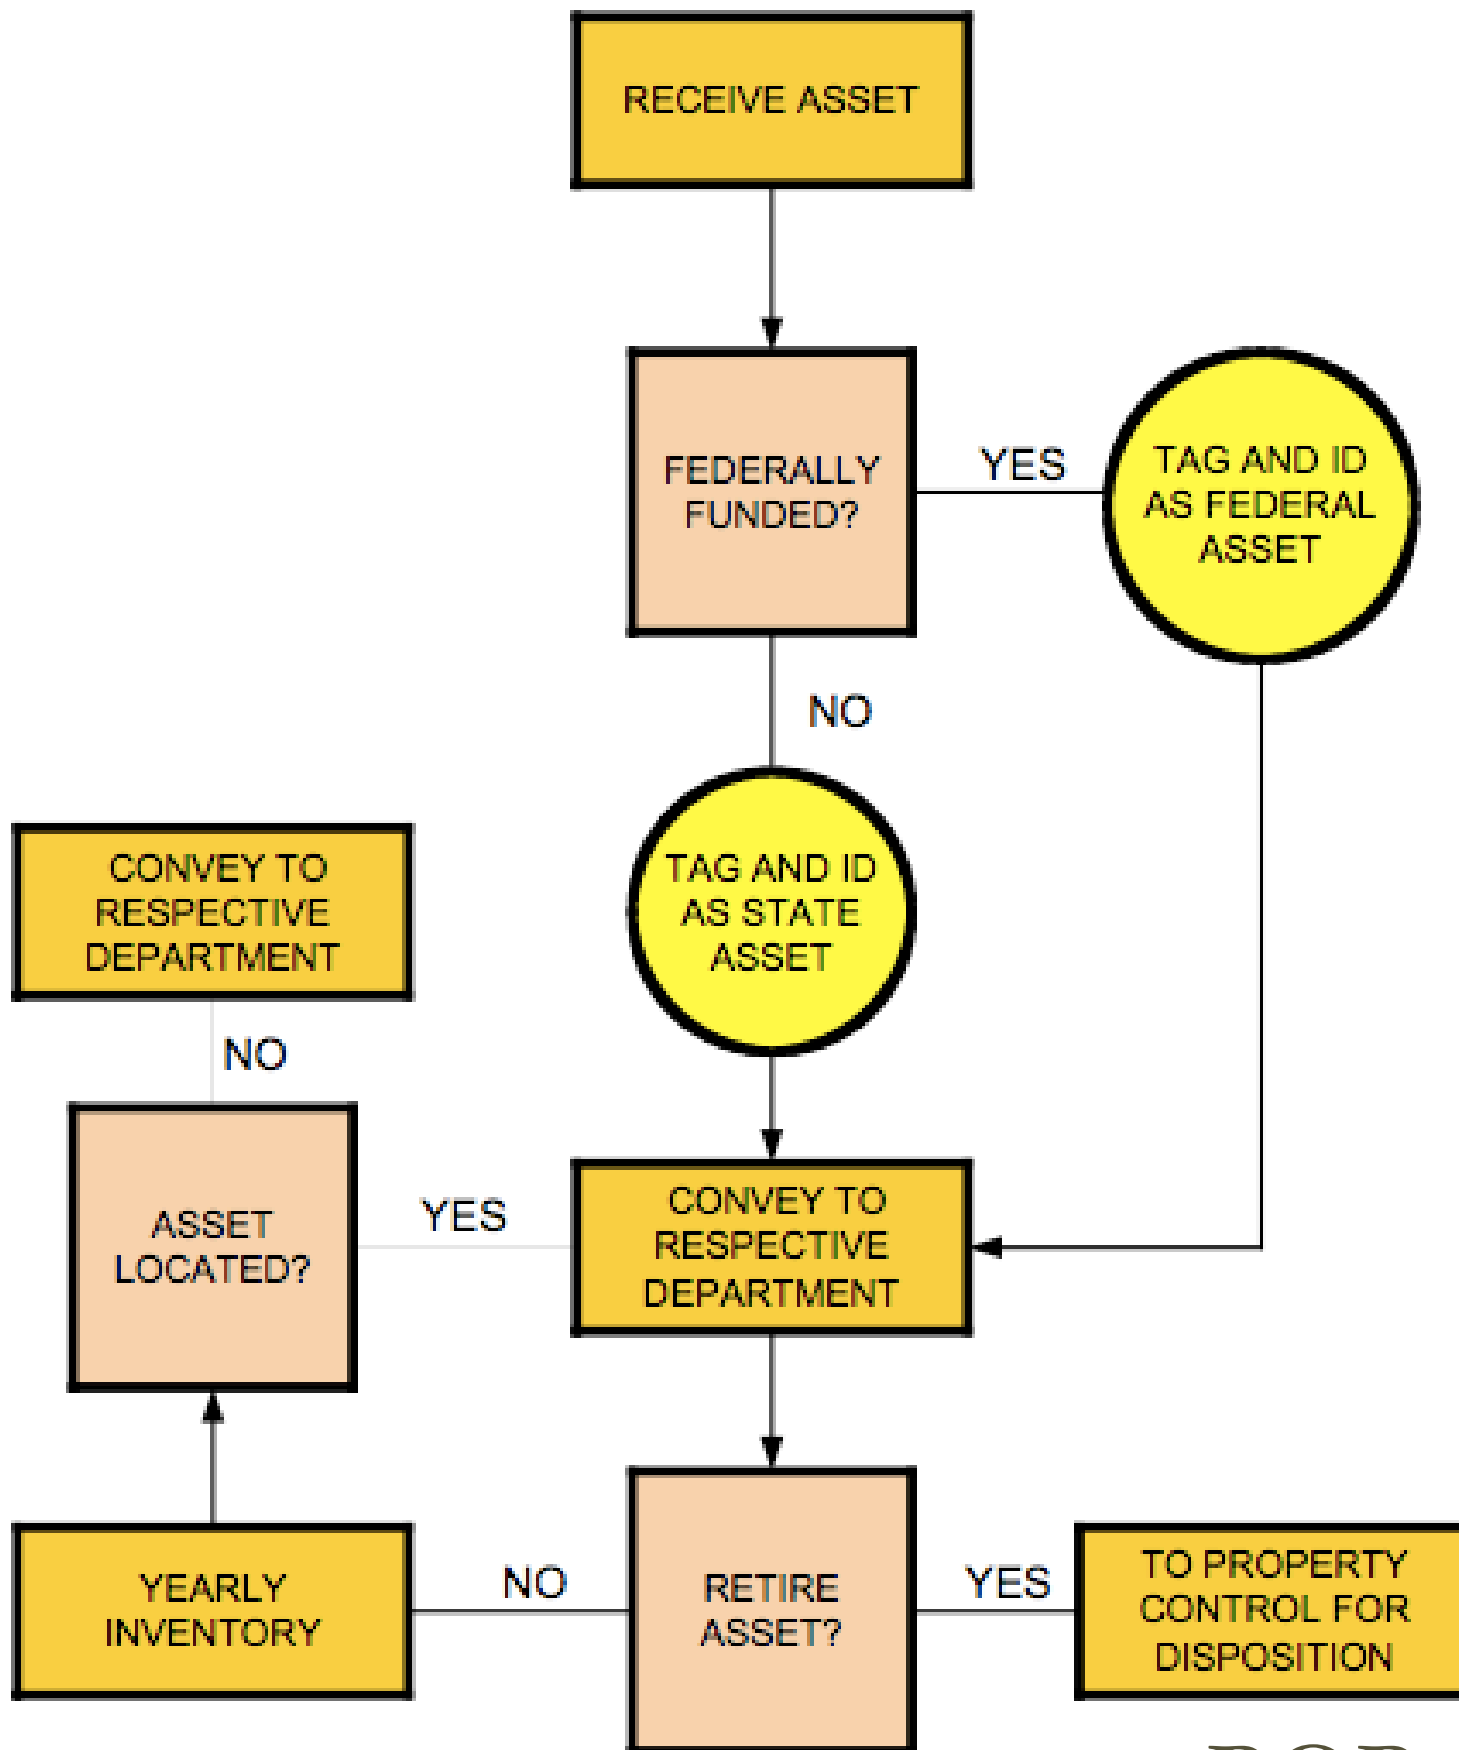 RECEIVE ASSET
FEDERALLY
FUNDED?
YES
TAG AND ID
AS FEDERAL
ASSET
NO
TAG AND ID
AS STATE
ASSET
CONVEY TO
RESPECTIVE
DEPARTMENT
NO
ASSET
LOCATED?
YES
CONVEY TO
RESPECTIVE
DEPARTMENT
YEARLY
INVENTORY
NO
RETIRE
ASSET?
YES
TO PROPERTY
CONTROL FOR
DISPOSITION